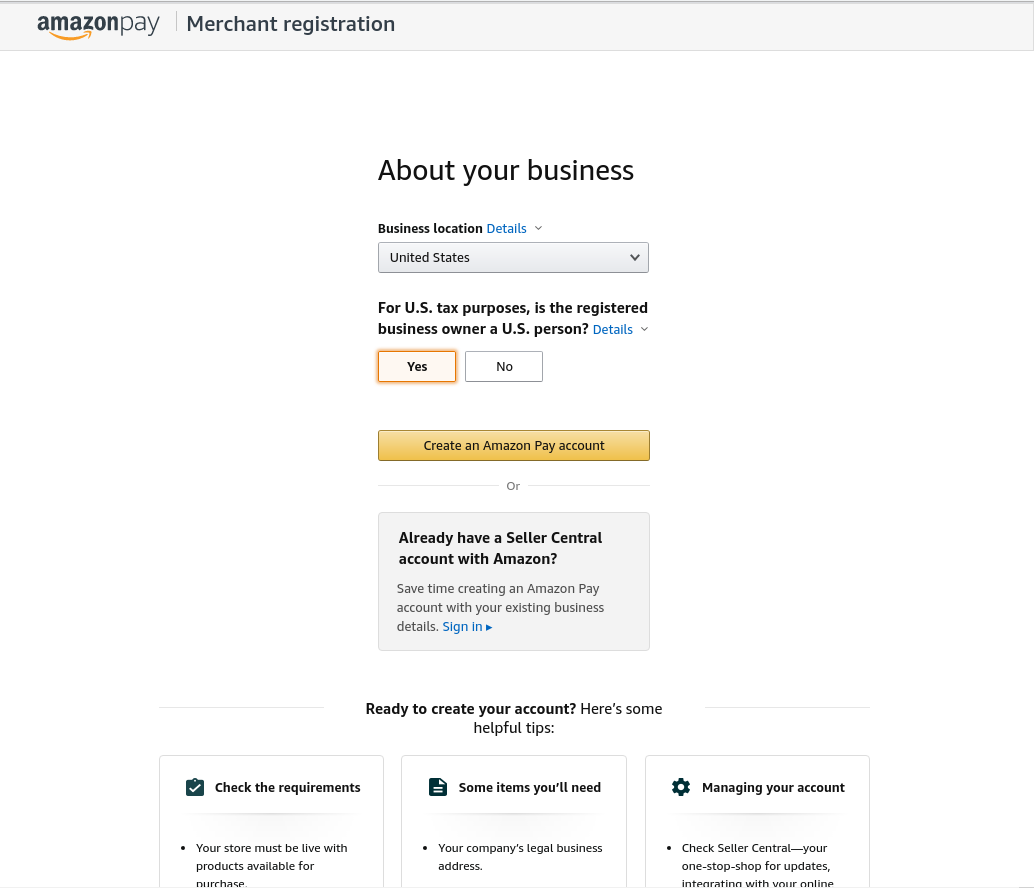 amazonpay Merchant registration
About your business
Business location Details
United States
For U.S. tax purposes, is the registered
business owner a U.S. person? Details
Yes No
Create an Amazon Pay account
Or
Already have a Seller Central
account with Amazon?
Save time creating an Amazon Pay
account with your existing business
details. Sign in ▸
Ready to create your account? Here’s some
helpful tips:
Check the requirements
• Your store must be live with
products available for
purchase.
Some items you’ll need
• Your company’s legal business
address.
Managing your account
• Check Seller Central—your
one-stop-shop for updates,
integrating with your online